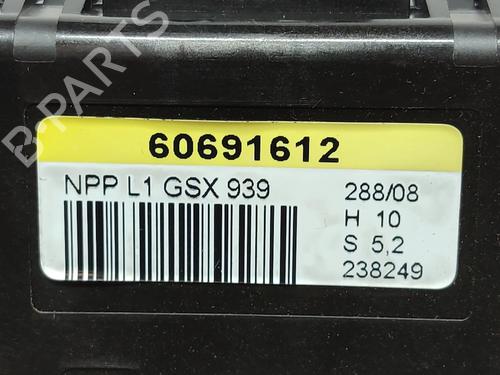 B-PARTS
60691612
NPP L1 GSX 939
288/08
H 10
S 5,2
238249